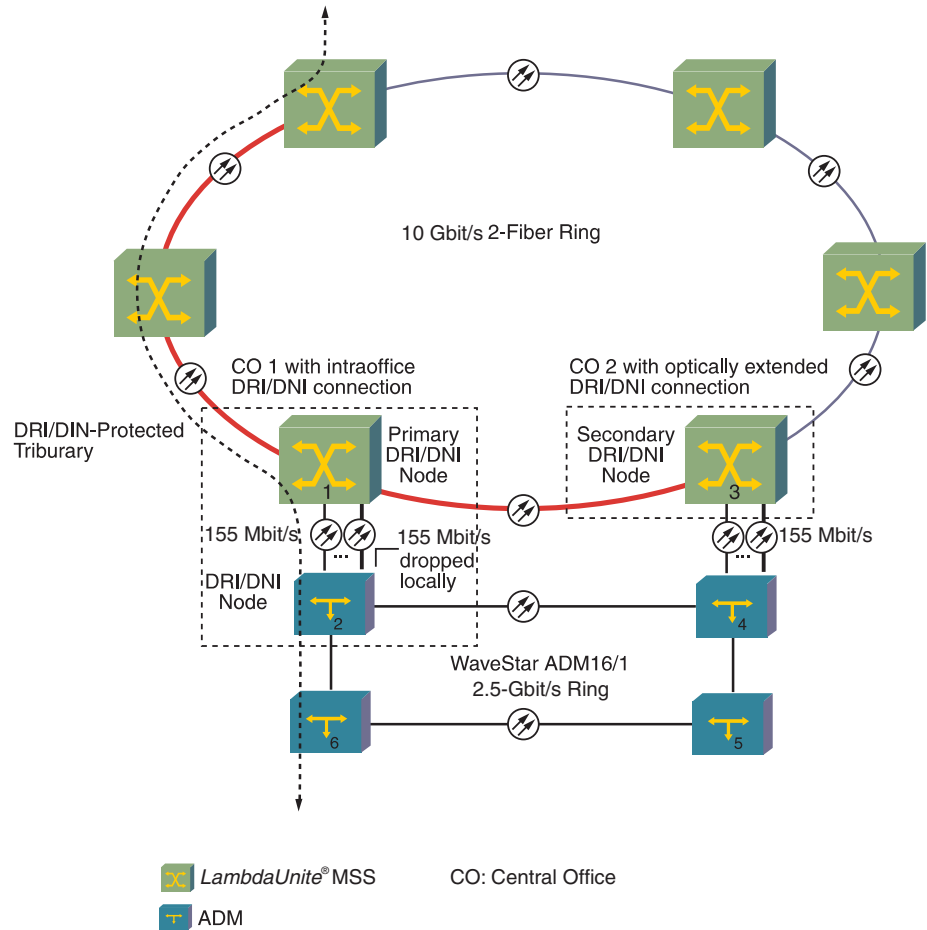 10 Gbit/s 2-Fiber Ring
CO 1 with intraoffice
DRI/DNI connection
CO 2 with optically extended
DRI/DNI connection
DRI/DIN-Protected
Triburary
Primary
DRI/DNI
Node
1
Secondary
DRI/DNI
Node
3
155 Mbit/s
...
155 Mbit/s
dropped
locally
...
155 Mbit/s
DRI/DNI
Node
2
4
WaveStar ADM16/1
2.5-Gbit/s Ring
6
5
LambdaUnite® MSS
CO: Central Office
ADM